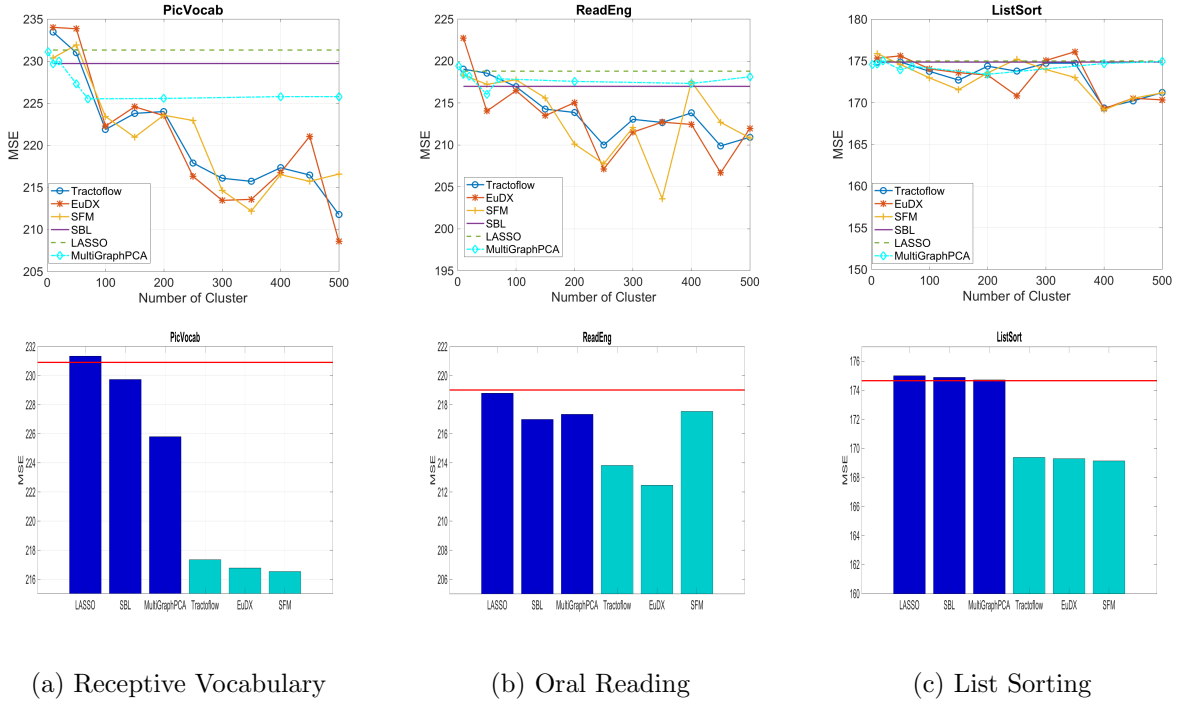 PicVocab
235
230
225
220
215
210
205
MSE
0 100 200 300 400 500
Number of Cluster
Tractoflow
EuDX
SFM
SBL
LASSO
MultiGraphPCA
ReadEng
225
220
215
210
205
200
195
MSE
0 100 200 300 400 500
Number of Cluster
Tractoflow
EuDX
SFM
SBL
LASSO
MultiGraphPCA
ListSort
180
175
170
165
160
155
150
MSE
0 100 200 300 400 500
Number of Cluster
Tractoflow
EuDX
SFM
SBL
LASSO
MultiGraphPCA
PicVocab
232
230
228
226
224
222
220
218
216
MSE
LASSO SBL MultiGraphPCA Tractoflow EuDX SFM
ReadEng
222
220
218
216
214
212
210
208
206
MSE
LASSO SBL MultiGraphPCA Tractoflow EuDX SFM
ListSort
176
174
172
170
168
166
164
162
160
MSE
LASSO SBL MultiGraphPCA Tractoflow EuDX SFM
(a) Receptive Vocabulary
(b) Oral Reading
(c) List Sorting